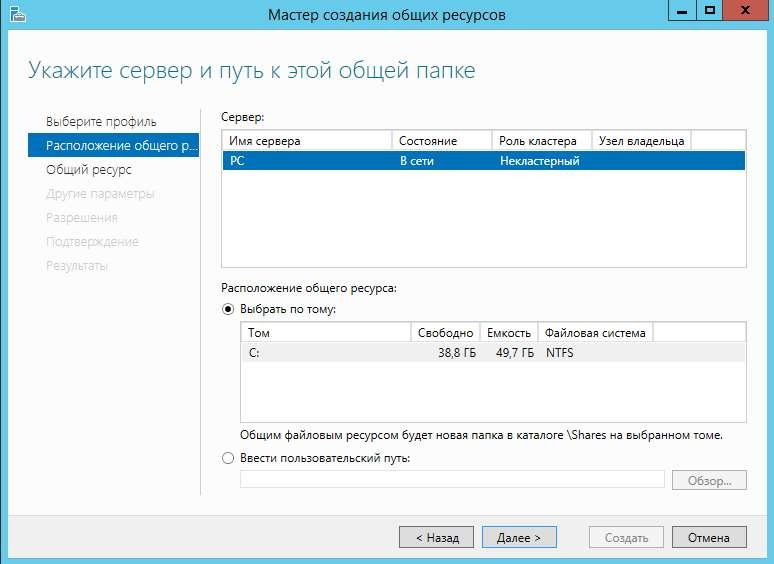 Мастер создания общих ресурсов
Укажите сервер и путь к этой общей папке
Выберите профиль
Расположение общего р...
Общий ресурс
Другие параметры
Разрешения
Подтверждение
Результаты
Сервер:
Имя сервера Состояние Роль кластера Узел владельца
PC В сети Некластерный
Расположение общего ресурса:
Выбрать по тому:
Том Свободно Емкость Файловая система
C: 38,8 ГБ 49,7 ГБ NTFS
Общим файловым ресурсом будет новая папка в каталоге \Shares на выбранном томе.
Ввести пользовательский путь:
Обзор...
< Назад Далее > Создать Отмена